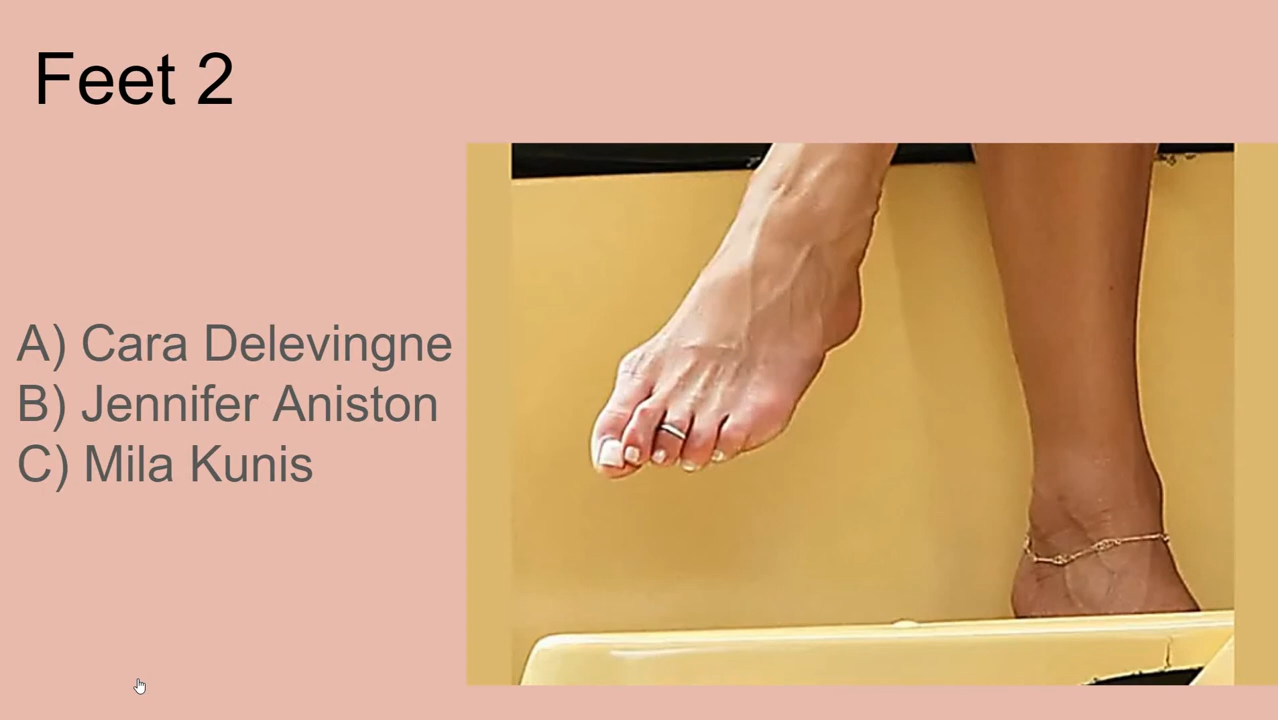 Feet 2
A) Cara Delevingne
B) Jennifer Aniston
C) Mila Kunis